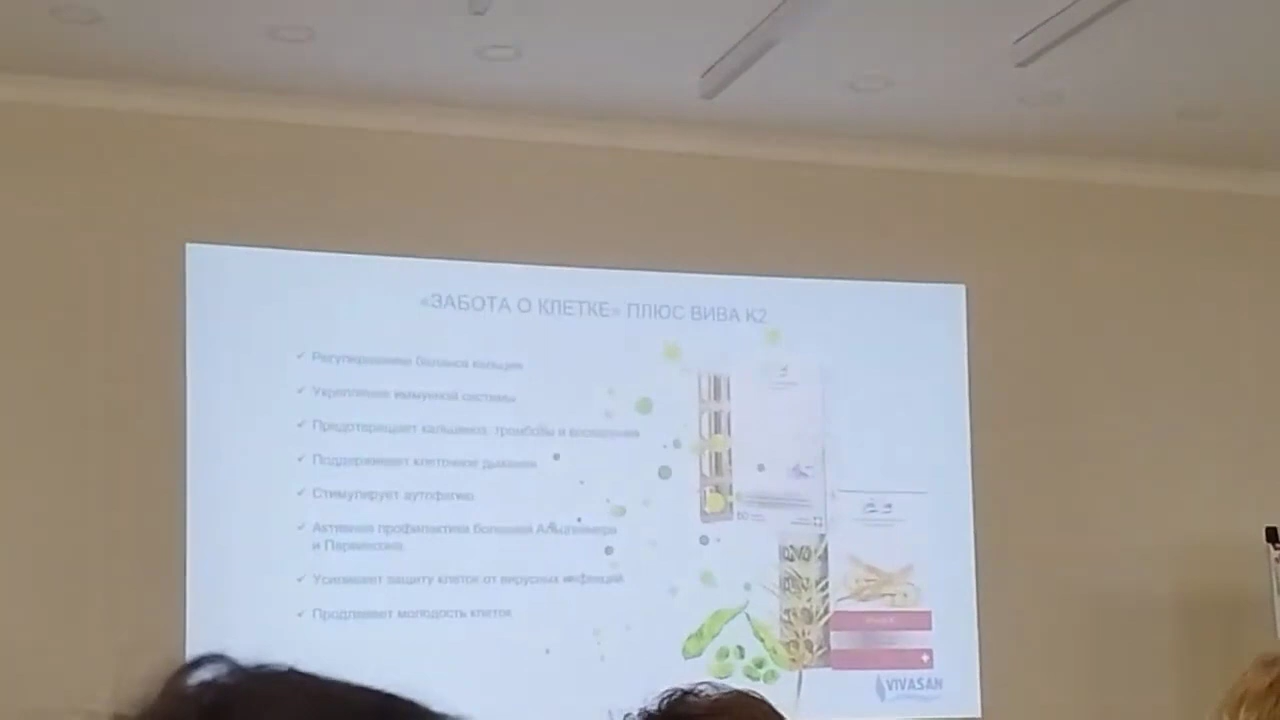 «ЗАБОТА О КЛЕТКЕ» ПЛЮС ВИВА К2
Регулирование баланса кальция
Укрепление иммунной системы
Предотвращает кальциноз, тромбозы и воспаления
Поддерживает клеточное дыхание
Стимулирует аутофагию
Активная профилактика болезней Альцгеймера
и Паркинсона
Усиливает защиту клеток от вирусных инфекций
Продлевает молодость клеток
60
VIVASAN